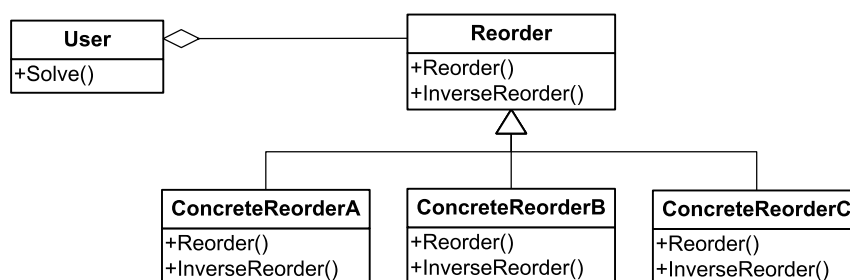 User
+Solve()
Reorder
+Reorder()
+InverseReorder()
ConcreteReorderA
+Reorder()
+InverseReorder()
ConcreteReorderB
+Reorder()
+InverseReorder()
ConcreteReorderC
+Reorder()
+InverseReorder()